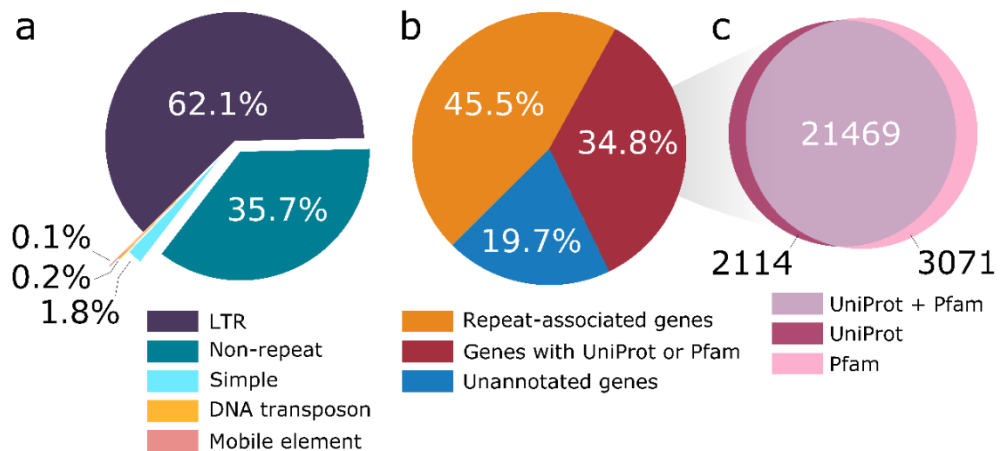 a
62.1%
35.7%
0.1%
0.2%
1.8%
LTR
Non-repeat
Simple
DNA transposon
Mobile element
b
45.5%
34.8%
19.7%
Repeat-associated genes
Genes with UniProt or Pfam
Unannotated genes
c
21469
2114
3071
UniProt + Pfam
UniProt
Pfam